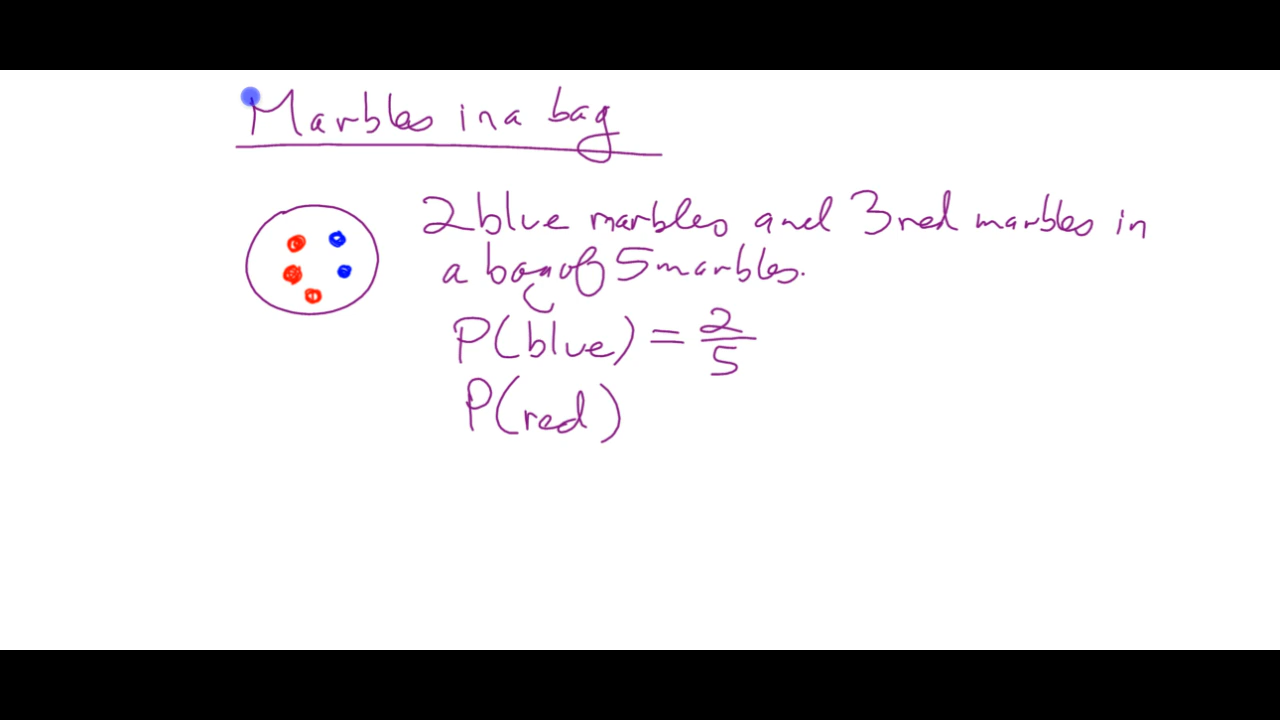 Marbles in a bag
2 blue marbles and 3 red marbles in
a bag of 5 marbles.
P(blue) = 2/5
P(red)